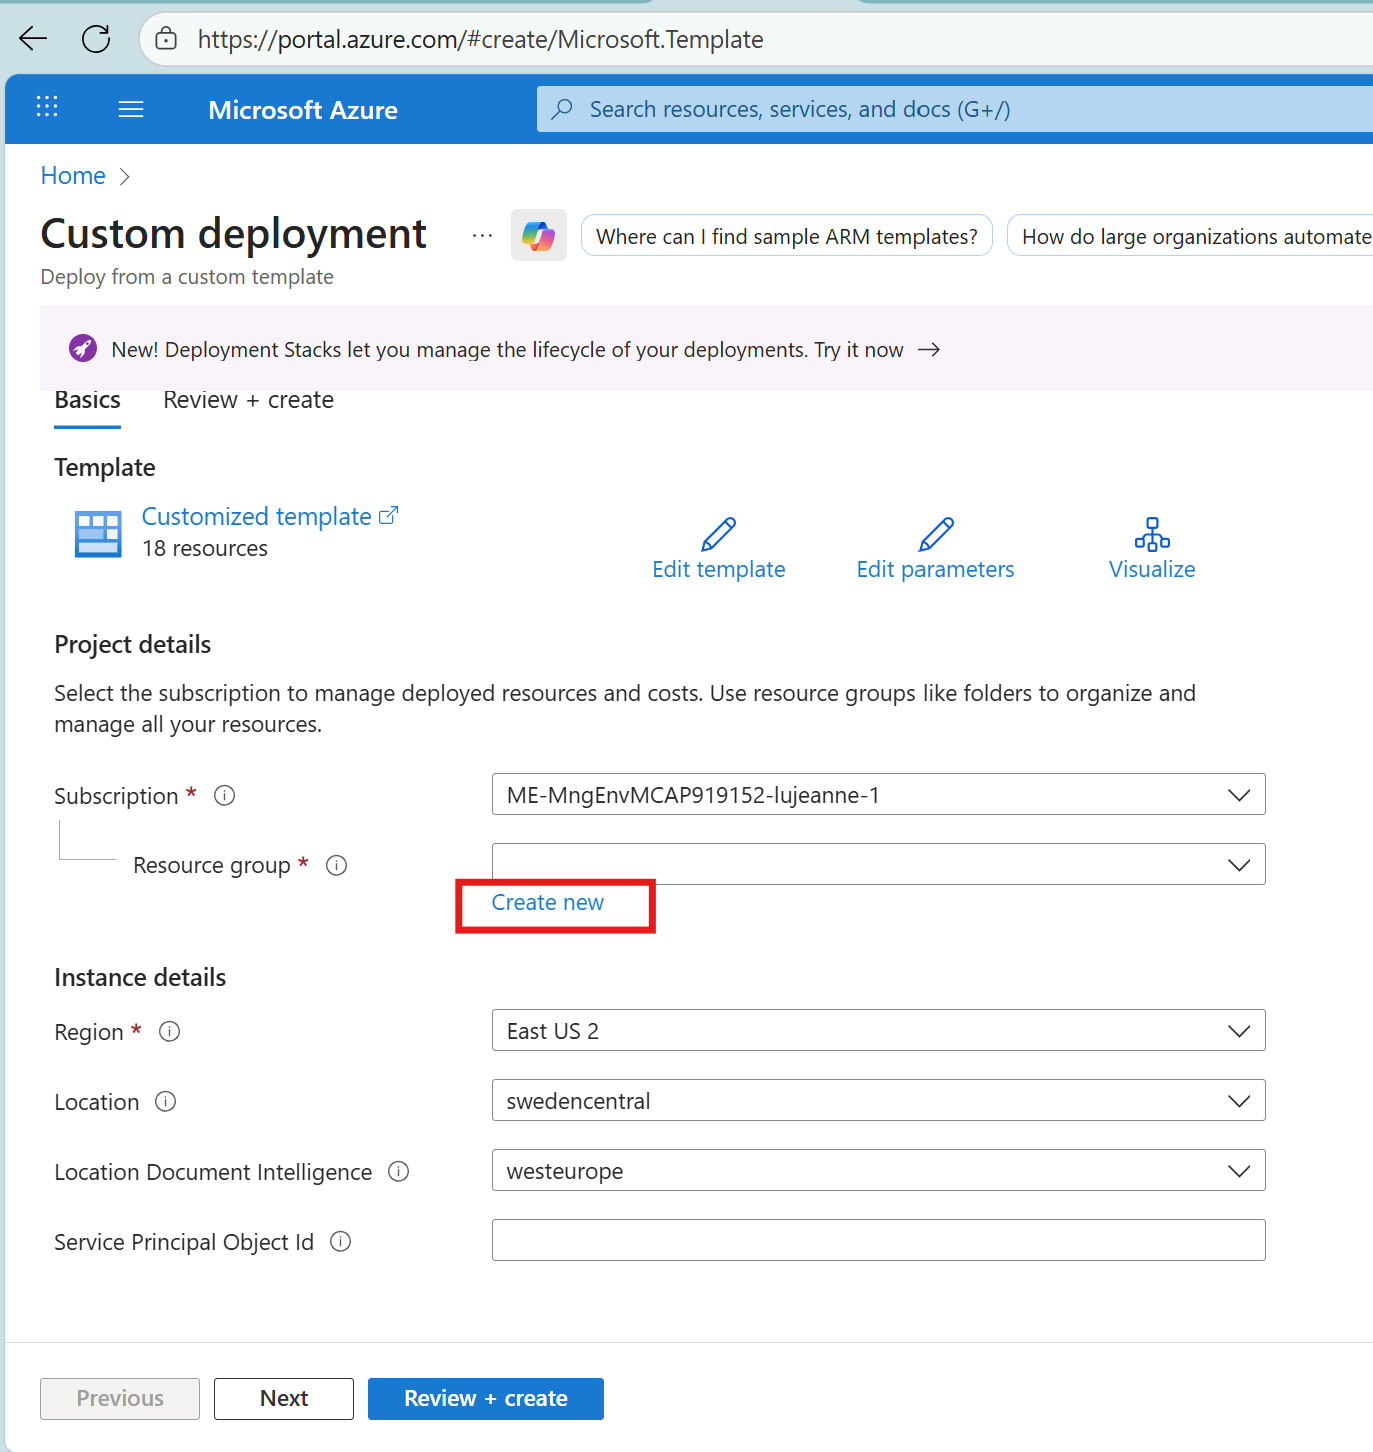 https://portal.azure.com/#create/Microsoft.Template
Microsoft Azure
Search resources, services, and docs (G+/)
Home
Custom deployment
...
Where can I find sample ARM templates?
How do large organizations automate
Deploy from a custom template
New! Deployment Stacks let you manage the lifecycle of your deployments. Try it now →
Basics
Review + create
Template
Customized template
18 resources
Edit template
Edit parameters
Visualize
Project details
Select the subscription to manage deployed resources and costs. Use resource groups like folders to organize and
manage all your resources.
Subscription *
ME-MngEnvMCAP919152-lujeanne-1
Resource group *
Create new
Instance details
Region *
East US 2
Location
swedencentral
Location Document Intelligence
westeurope
Service Principal Object Id
Previous
Next
Review + create